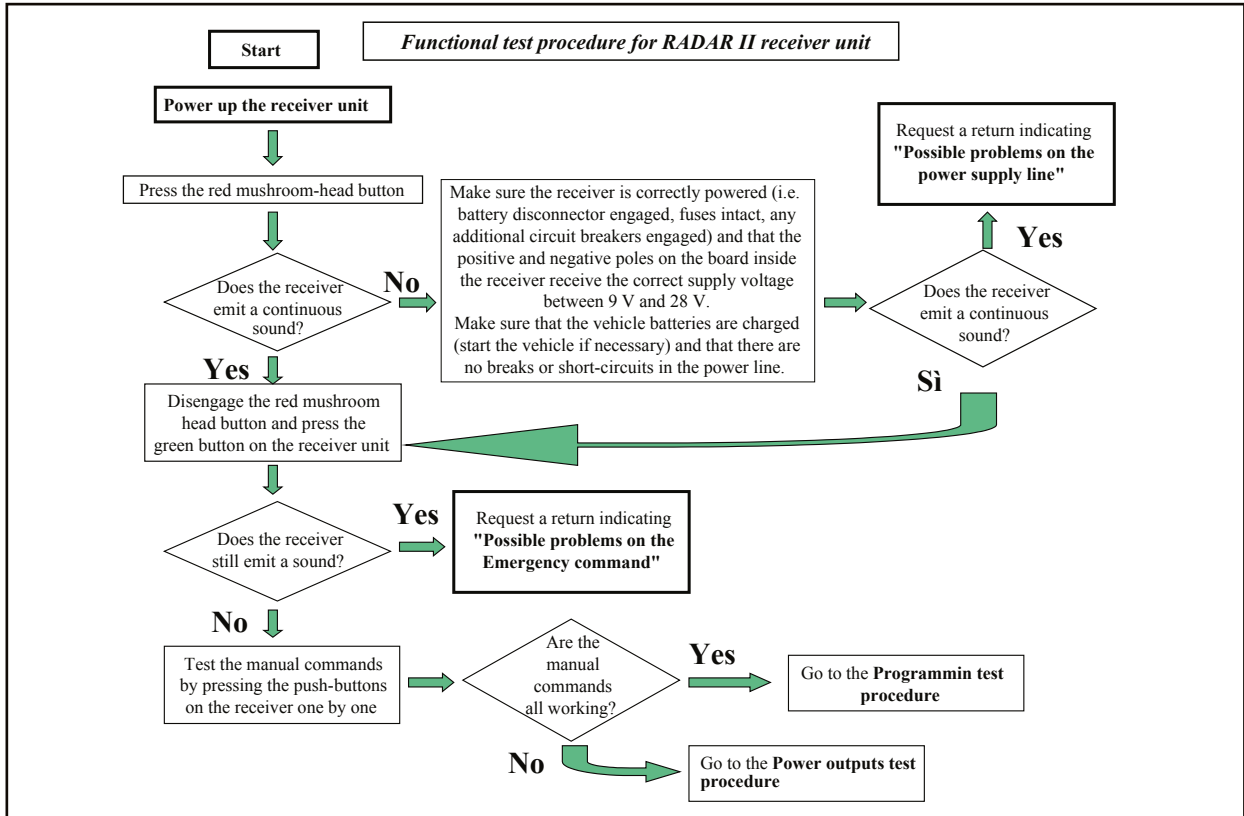 Start
Functional test procedure for RADAR II receiver unit
Power up the receiver unit
Press the red mushroom-head button
Does the receiver
emit a continuous
sound?
No
Make sure the receiver is correctly powered (i.e.
battery disconnector engaged, fuses intact, any
additional circuit breakers engaged) and that the
positive and negative poles on the board inside
the receiver receive the correct supply voltage
between 9 V and 28 V.
Make sure that the vehicle batteries are charged
(start the vehicle if necessary) and that there are
no breaks or short-circuits in the power line.
Request a return indicating
"Possible problems on the
power supply line"
Yes
Does the receiver
emit a continuous
sound?
Sì
Yes
Disengage the red mushroom
head button and press the
green button on the receiver unit
Does the receiver
still emit a sound?
Yes
Request a return indicating
"Possible problems on the
Emergency command"
No
Test the manual commands
by pressing the push-buttons
on the receiver one by one
Are the
manual
commands
all working?
Yes
Go to the Programmin test
procedure
No
Go to the Power outputs test
procedure